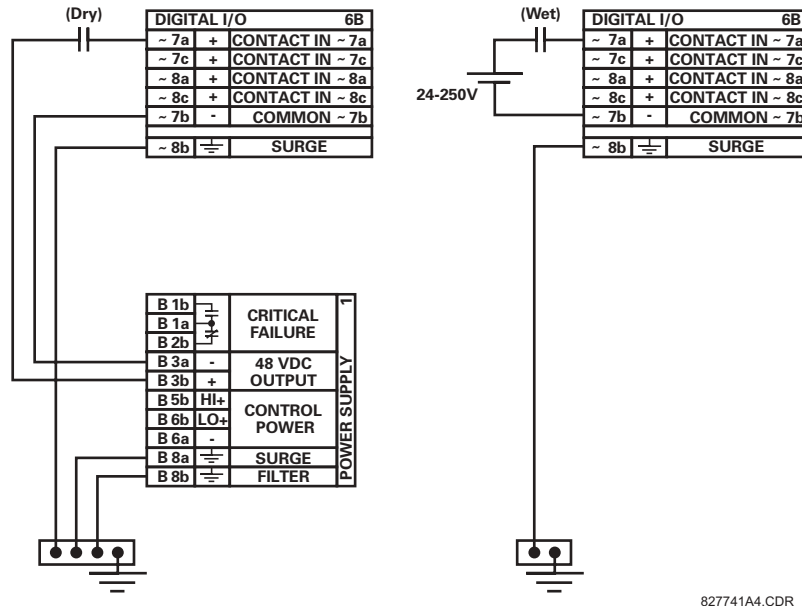 (Dry)
DIGITAL I/O 6B
~ 7a + CONTACT IN ~ 7a
~ 7c + CONTACT IN ~ 7c
~ 8a + CONTACT IN ~ 8a
~ 8c + CONTACT IN ~ 8c
~ 7b - COMMON ~ 7b
~ 8b SURGE
B 1b
B 1a
B 2b
CRITICAL
FAILURE
1
B 3a -
B 3b +
48 VDC
OUTPUT
B 5b HI+
B 6b LO+
B 6a -
CONTROL
POWER
B 8a SURGE
B 8b FILTER
POWER SUPPLY
(Wet)
24-250V
DIGITAL I/O 6B
~ 7a + CONTACT IN ~ 7a
~ 7c + CONTACT IN ~ 7c
~ 8a + CONTACT IN ~ 8a
~ 8c + CONTACT IN ~ 8c
~ 7b - COMMON ~ 7b
~ 8b SURGE
827741A4.CDR